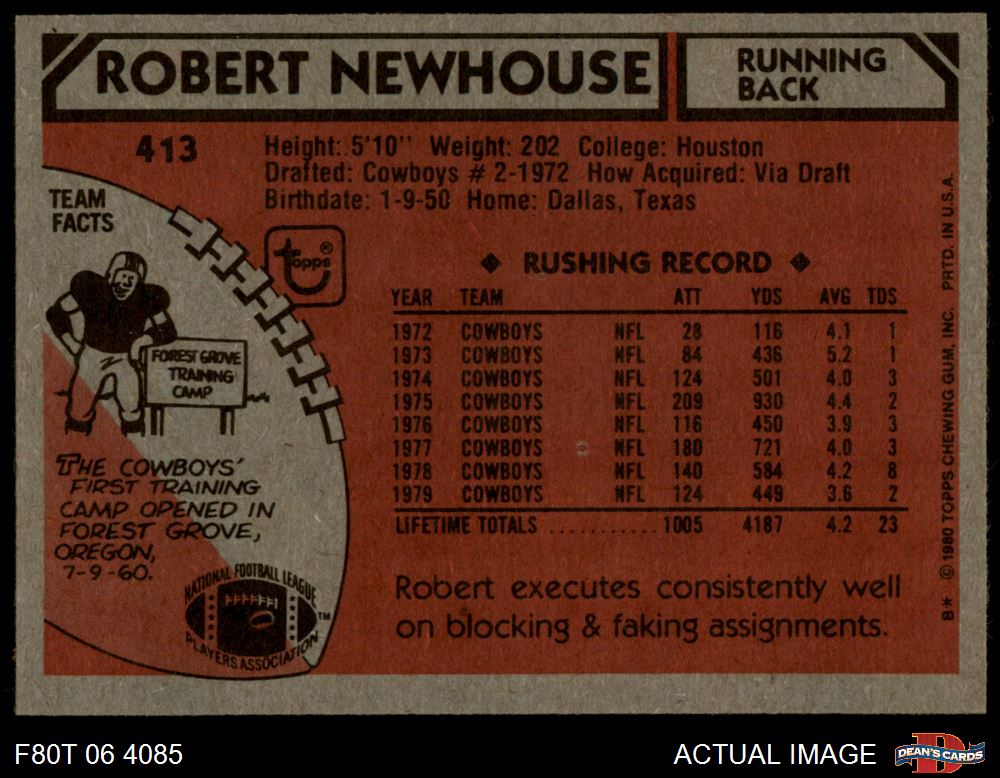 ROBERT NEWHOUSE
RUNNING
BACK
413
Height: 5'10" Weight: 202 College: Houston
Drafted: Cowboys # 2-1972 How Acquired: Via Draft
Birthdate: 1-9-50 Home: Dallas, Texas
TEAM
FACTS
topps®
FOREST GROVE
TRAINING
CAMP
THE COWBOYS'
FIRST TRAINING
CAMP OPENED IN
FOREST GROVE,
OREGON,
7-9-60.
NATIONAL FOOTBALL LEAGUE
PLAYERS ASSOCIATION
TM
◆ RUSHING RECORD ◆
YEAR TEAM ATT YDS AVG TDS
1972 COWBOYS NFL 28 116 4.1 1
1973 COWBOYS NFL 84 436 5.2 1
1974 COWBOYS NFL 124 501 4.0 3
1975 COWBOYS NFL 209 930 4.4 2
1976 COWBOYS NFL 116 450 3.9 3
1977 COWBOYS NFL 180 721 4.0 3
1978 COWBOYS NFL 140 584 4.2 8
1979 COWBOYS NFL 124 449 3.6 2
LIFETIME TOTALS ........... 1005 4187 4.2 23
Robert executes consistently well
on blocking & faking assignments.
B* © 1980 TOPPS CHEWING GUM, INC. PRTD. IN U.S.A.
F80T 06 4085
ACTUAL IMAGE
DEAN'S CARDS